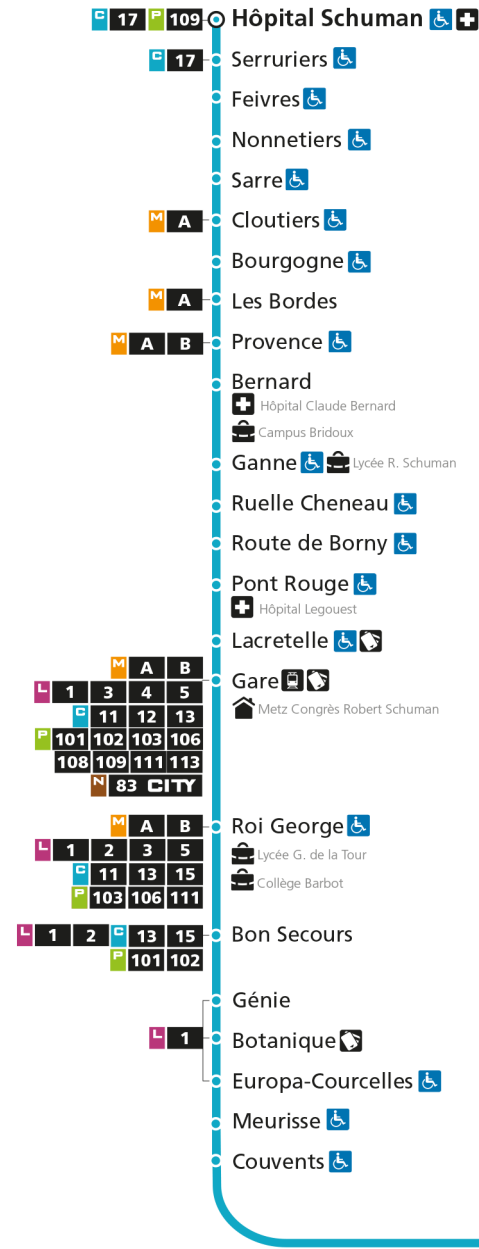 C 17 P 109 Hôpital Schuman
C 17 Serruriers
Feivres
Nonnetiers
Sarre
M A Cloutiers
Bourgogne
M A Les Bordes
M A B Provence
Bernard
Hôpital Claude Bernard
Campus Bridoux
Ganne Lycée R. Schuman
Ruelle Cheneau
Route de Borny
Pont Rouge
Hôpital Legouest
Lacretelle
M A B
L 1 3 4 5 Gare
C 11 12 13 Metz Congrès Robert Schuman
P 101 102 103 106
108 109 111 113
N 83 CITY
M A B Roi George
L 1 2 3 5 Lycée G. de la Tour
C 11 13 15 Collège Barbot
P 103 106 111
L 1 2 C 13 15 Bon Secours
P 101 102
Génie
L 1 Botanique
Europa-Courcelles
Meurisse
Couvents